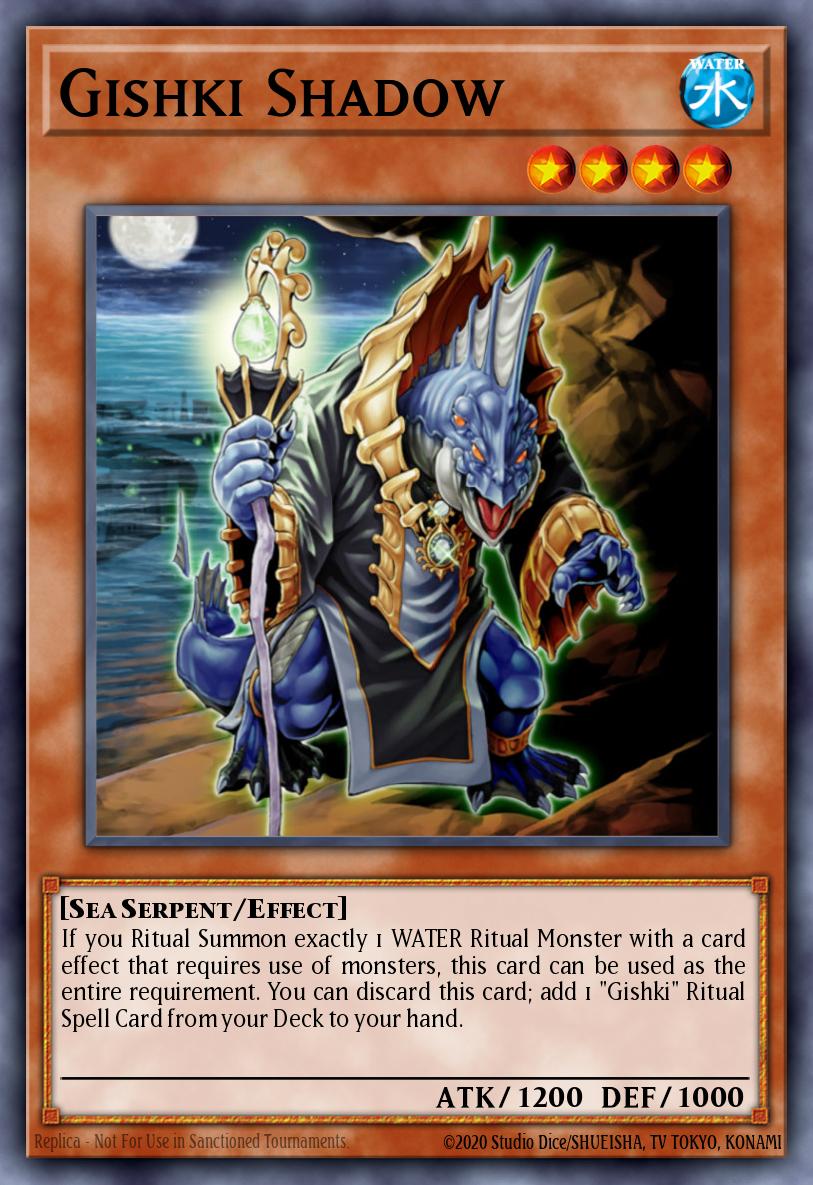 Gishki Shadow
WATER
水
[Sea Serpent/Effect]
If you Ritual Summon exactly 1 WATER Ritual Monster with a card
effect that requires use of monsters, this card can be used as the
entire requirement. You can discard this card; add 1 "Gishki" Ritual
Spell Card from your Deck to your hand.
ATK/1200 DEF/1000
Replica - Not For Use in Sanctioned Tournaments.
©2020 Studio Dice/SHUEISHA, TV TOKYO, KONAMI